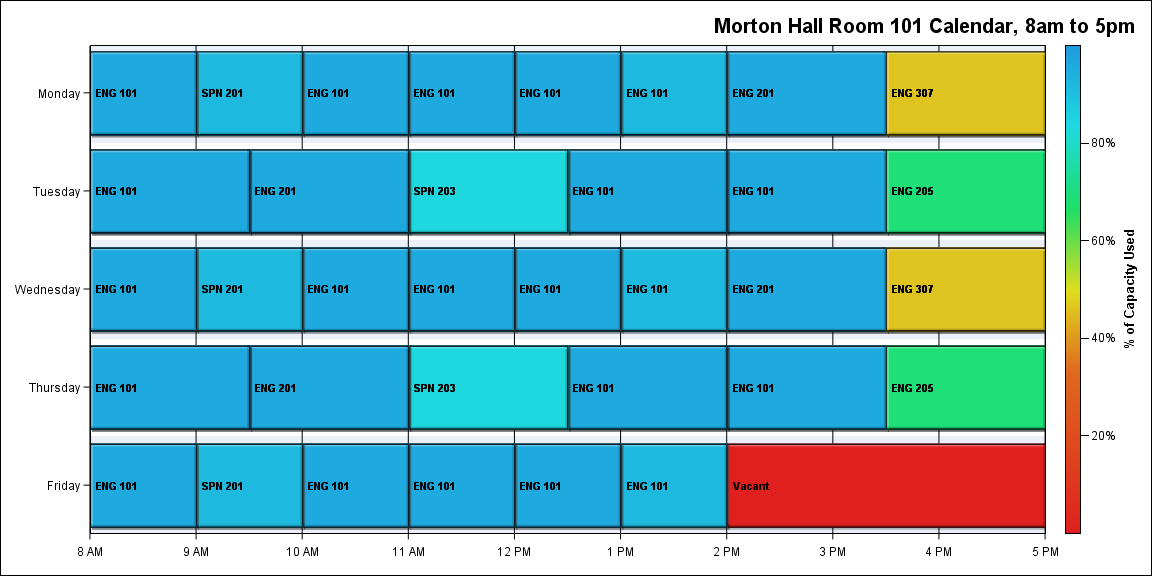 Morton Hall Room 101 Calendar, 8am to 5pm
Monday ENG 101 SPN 201 ENG 101 ENG 101 ENG 101 ENG 101 ENG 201 ENG 307
80%
Tuesday ENG 101 ENG 201 SPN 203 ENG 101 ENG 101 ENG 205
60%
% of Capacity Used
Wednesday ENG 101 SPN 201 ENG 101 ENG 101 ENG 101 ENG 101 ENG 201 ENG 307
40%
Thursday ENG 101 ENG 201 SPN 203 ENG 101 ENG 101 ENG 205
20%
Friday ENG 101 SPN 201 ENG 101 ENG 101 ENG 101 ENG 101 Vacant
8 AM 9 AM 10 AM 11 AM 12 PM 1 PM 2 PM 3 PM 4 PM 5 PM